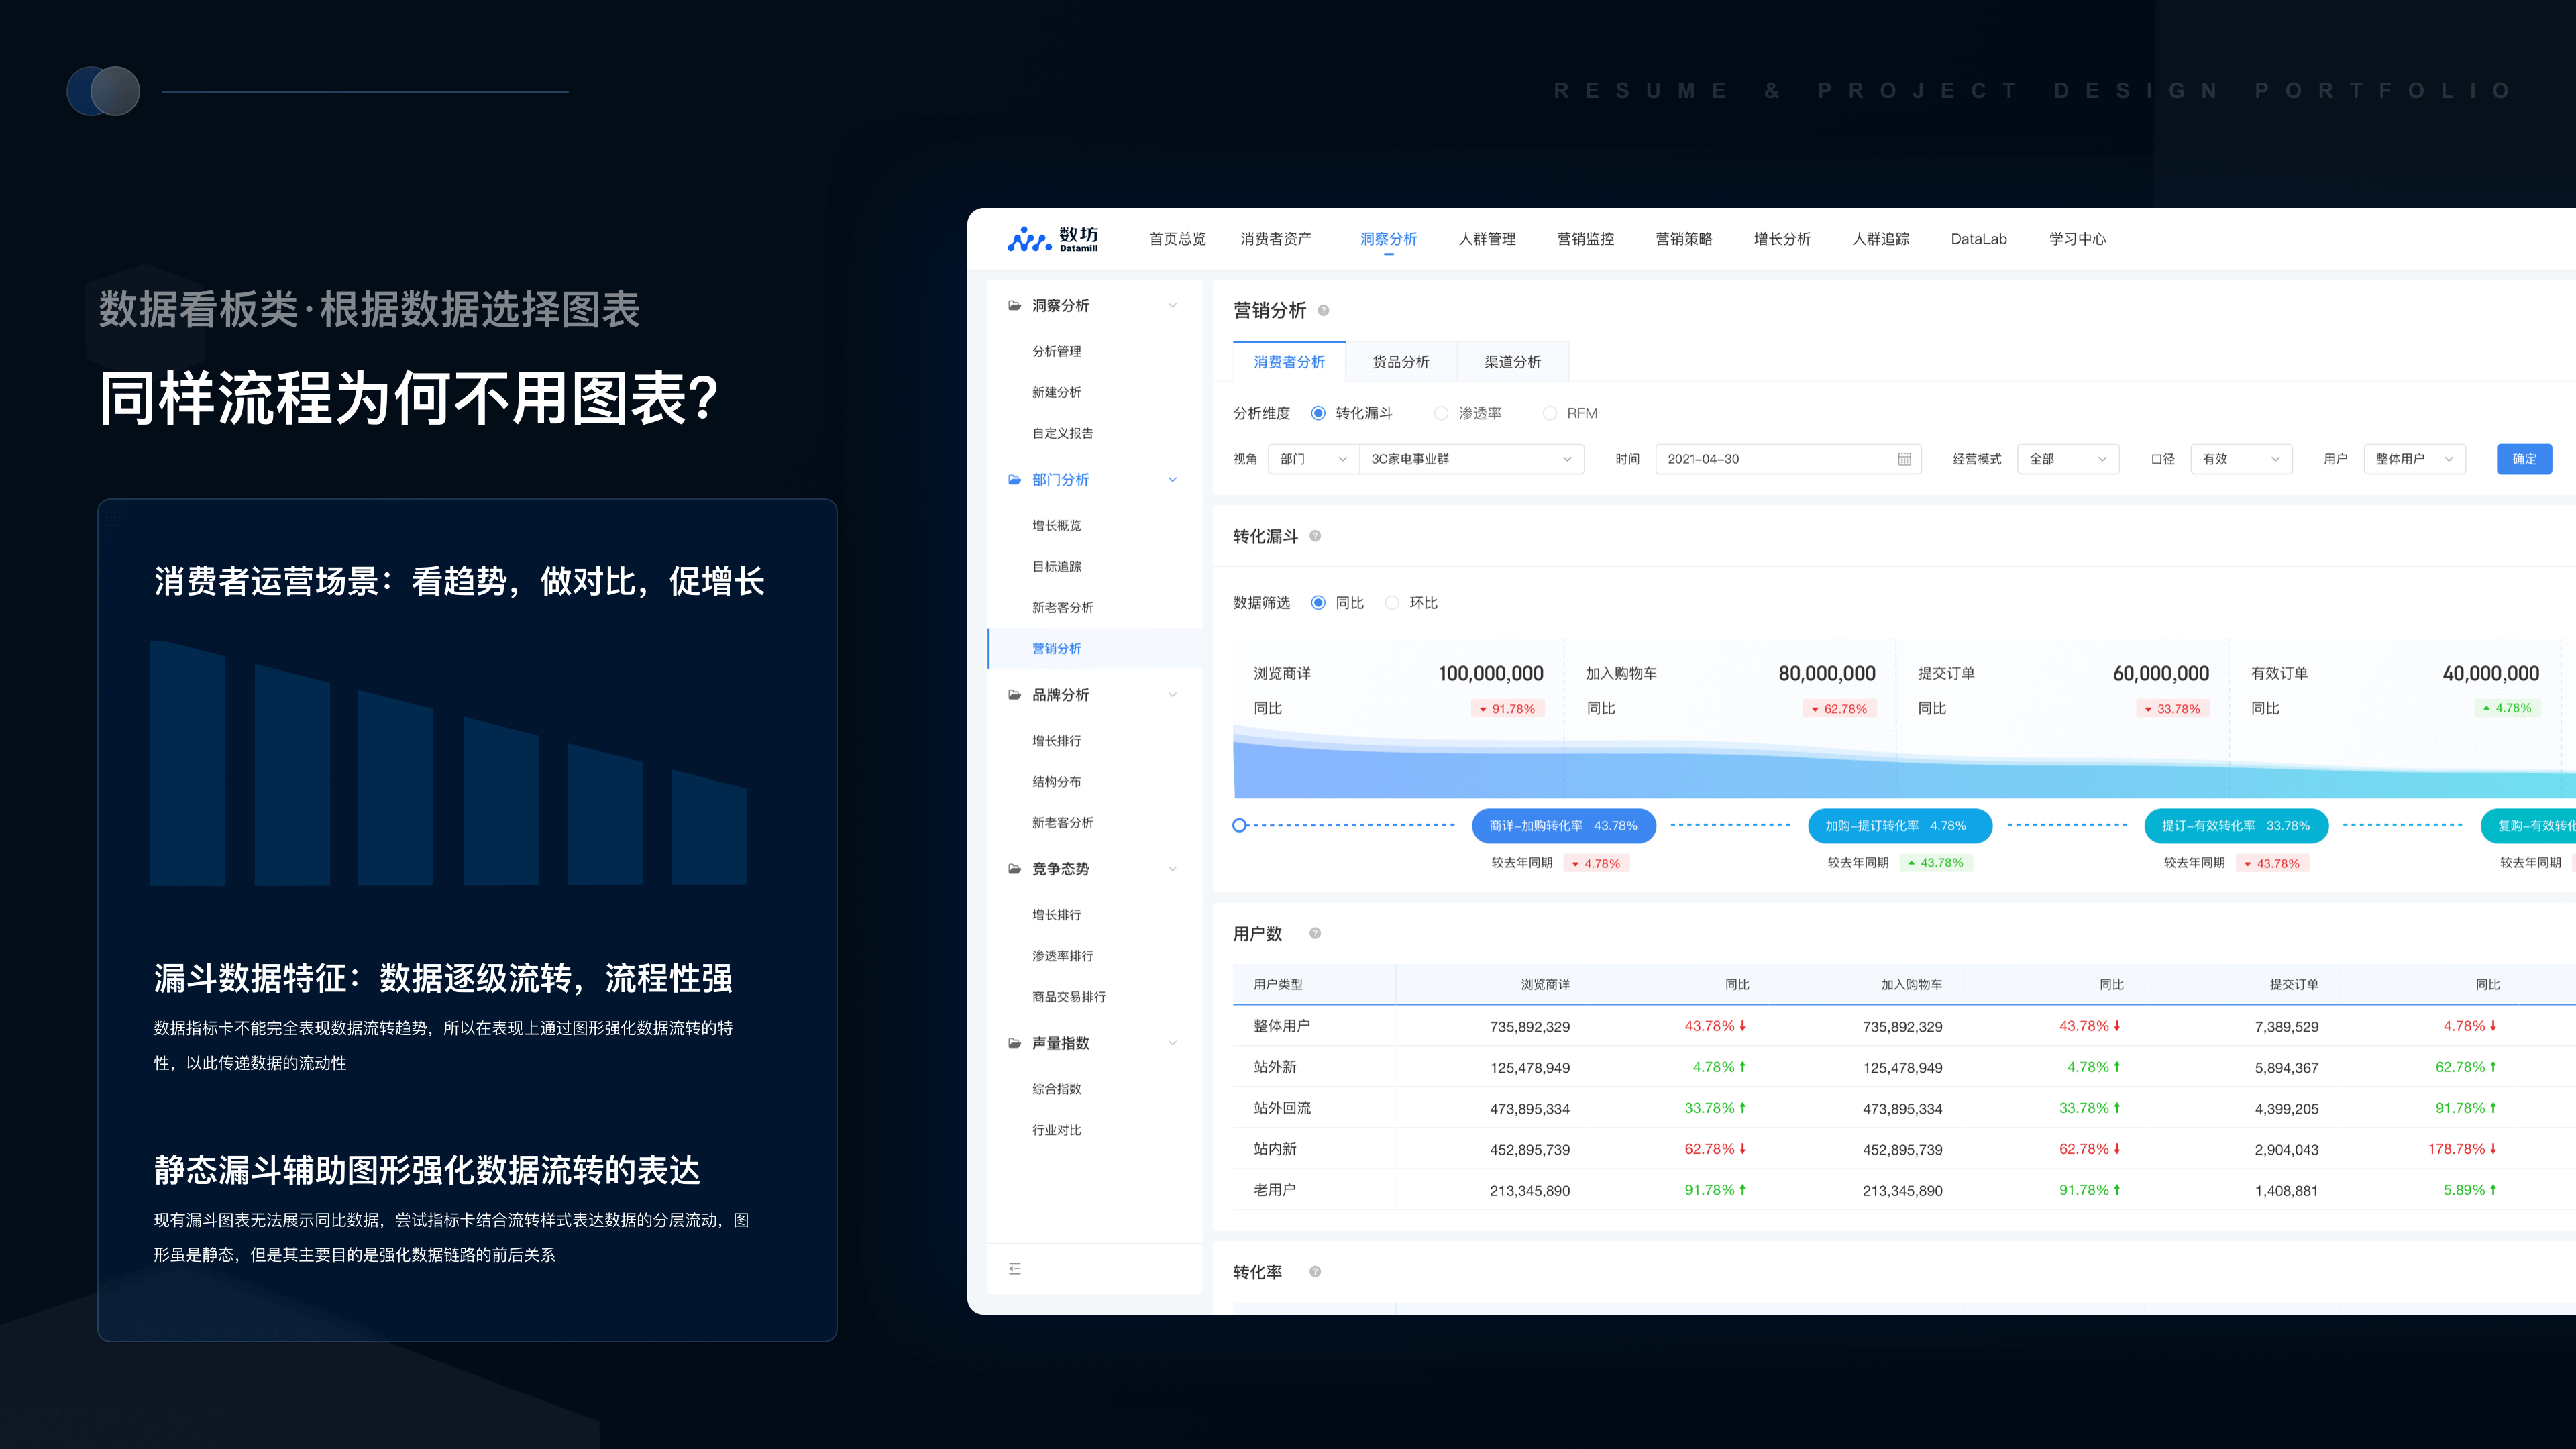 RESUME & PROJECT DESIGN PORTFOLIO
数据看板类·根据数据选择图表
同样流程为何不用图表?
消费者运营场景：看趋势，做对比，促增长
漏斗数据特征：数据逐级流转，流程性强
数据指标卡不能完全表现数据流转趋势，所以在表现上通过图形强化数据流转的特
性，以此传递数据的流动性
静态漏斗辅助图形强化数据流转的表达
现有漏斗图表无法展示同比数据，尝试指标卡结合流转样式表达数据的分层流动，图
形虽是静态，但是其主要目的是强化数据链路的前后关系
数坊
Datamill
首页总览 消费者资产 洞察分析 人群管理 营销监控 营销策略 增长分析 人群追踪 DataLab 学习中心
洞察分析
分析管理
新建分析
自定义报告
部门分析
增长概览
目标追踪
新老客分析
营销分析
品牌分析
增长排行
结构分布
新老客分析
竞争态势
增长排行
渗透率排行
商品交易排行
声量指数
综合指数
行业对比
营销分析
消费者分析 货品分析 渠道分析
分析维度 转化漏斗 渗透率 RFM
视角 部门 3C家电事业群 时间 2021-04-30 经营模式 全部 口径 有效 用户 整体用户 确定
转化漏斗
数据筛选 同比 环比
浏览商详 100,000,000 加入购物车 80,000,000 提交订单 60,000,000 有效订单 40,000,000
同比 91.78% 同比 62.78% 同比 33.78% 同比 4.78%
商详-加购转化率 43.78% 加购-提订转化率 4.78% 提订-有效转化率 33.78% 复购-有效转化
较去年同期 4.78% 较去年同期 43.78% 较去年同期 43.78% 较去年同期
用户数
用户类型 浏览商详 同比 加入购物车 同比 提交订单 同比
整体用户 735,892,329 43.78% 735,892,329 43.78% 7,389,529 4.78%
站外新 125,478,949 4.78% 125,478,949 4.78% 5,894,367 62.78%
站外回流 473,895,334 33.78% 473,895,334 33.78% 4,399,205 91.78%
站内新 452,895,739 62.78% 452,895,739 62.78% 2,904,043 178.78%
老用户 213,345,890 91.78% 213,345,890 91.78% 1,408,881 5.89%
转化率